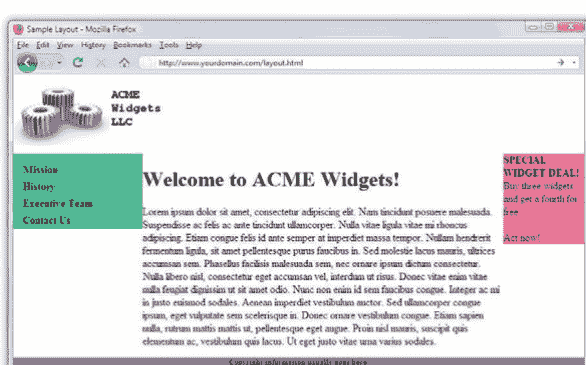 Sample Layout - Mozilla Firefox
File Edit View History Bookmarks Tools Help
http://www.yourdomain.com/layout.html
ACME
Widgets
LLC
Mission
History
Executive Team
Contact Us
Welcome to ACME Widgets!
Lorem ipsum dolor sit amet, consectetur adipiscing elit. Nam tincidunt posuere malesuada.
Suspendisse ac felis ac ante tincidunt ullamcorper. Nulla vitae ligula vitae mi rhoncus
adipiscing. Etiam congue felis id ante semper at imperdiet massa tempor. Nullam hendrerit
fermentum ligula, sit amet pellentesque purus faucibus in. Sed molestie lacus mauris, ultrices
accumsan sem. Phasellus facilisis malesuada sem, nec ornare ipsum dictum consectetur.
Nulla libero nisl, consectetur eget accumsan vel, interdum ut risus. Donec vitae enim vitae
nulla feugiat dignissim ut sit amet odio. Nunc non enim id sem faucibus congue. Integer ac mi
in justo euismod sodales. Aenean imperdiet vestibulum auctor. Sed ullamcorper congue
ipsum, eget vulputate sem scelerisque in. Donec ornare vestibulum congue. Etiam sapien
nulla, rutrum mattis mattis ut, pellentesque eget augue. Proin nisl mauris, suscipit quis
elementum ac, vestibulum quis lacus. Ut eget justo vitae urna varius sodales.
SPECIAL
WIDGET DEAL!
Buy three widgets
and get a fourth for
free.
Act now!
Copyright information usually goes here